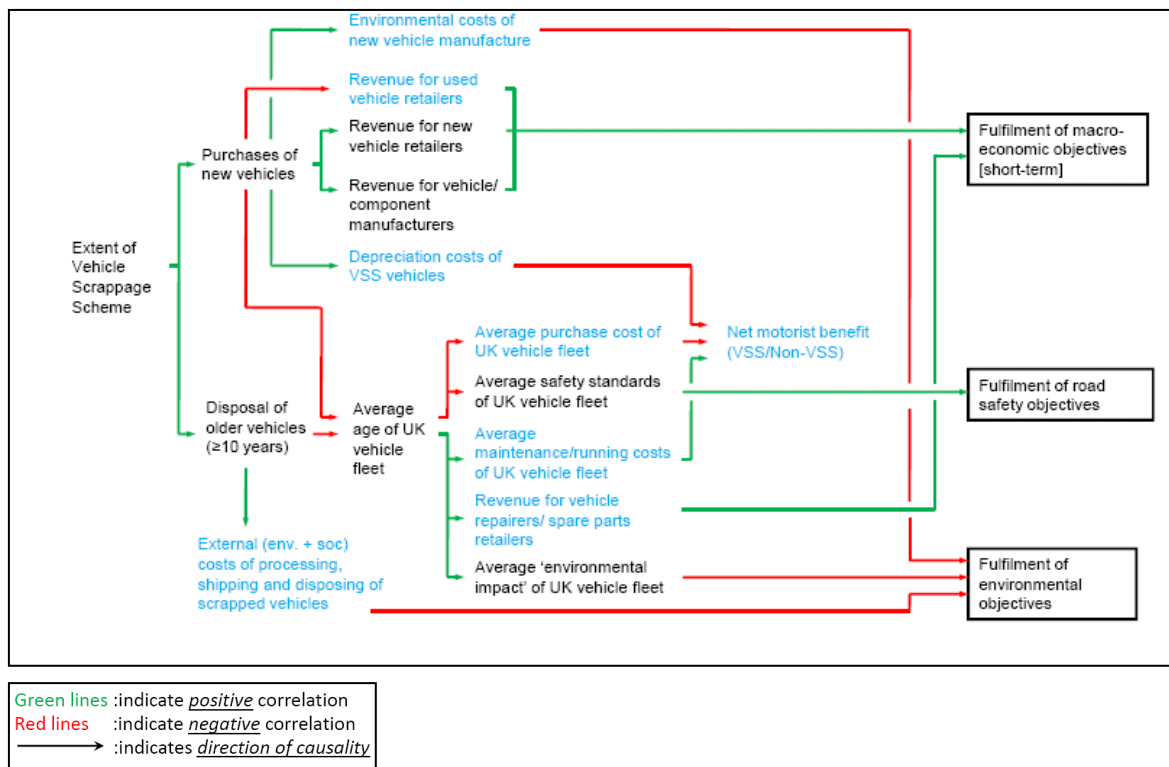 Environmental costs of
new vehicle manufacture
Revenue for used
vehicle retailers
Revenue for new
vehicle retailers
Purchases of
new vehicles
Revenue for vehicle/
component manufacturers
Fulfilment of macro-
economic objectives
[short-term]
Extent of
Vehicle
Scrappage
Scheme
Depreciation costs of
VSS vehicles
Average purchase cost of
UK vehicle fleet
Net motorist benefit
(VSS/Non-VSS)
Average safety standards
of UK vehicle fleet
Fulfilment of road
safety objectives
Disposal of
older vehicles
(≥10 years)
Average
age of UK
vehicle
fleet
Average
maintenance/running costs
of UK vehicle fleet
Revenue for vehicle
repairers/ spare parts
retailers
Average ‘environmental
impact’ of UK vehicle fleet
External (env. + soc)
costs of processing,
shipping and disposing of
scrapped vehicles
Fulfilment of
environmental
objectives
Green lines :indicate positive correlation
Red lines :indicate negative correlation
:indicates direction of causality